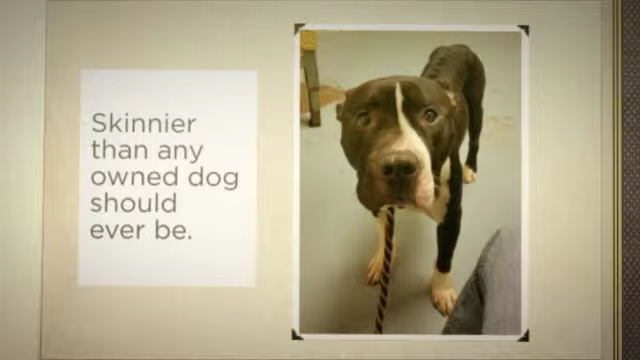 Skinnier
than any
owned dog
should
ever be.